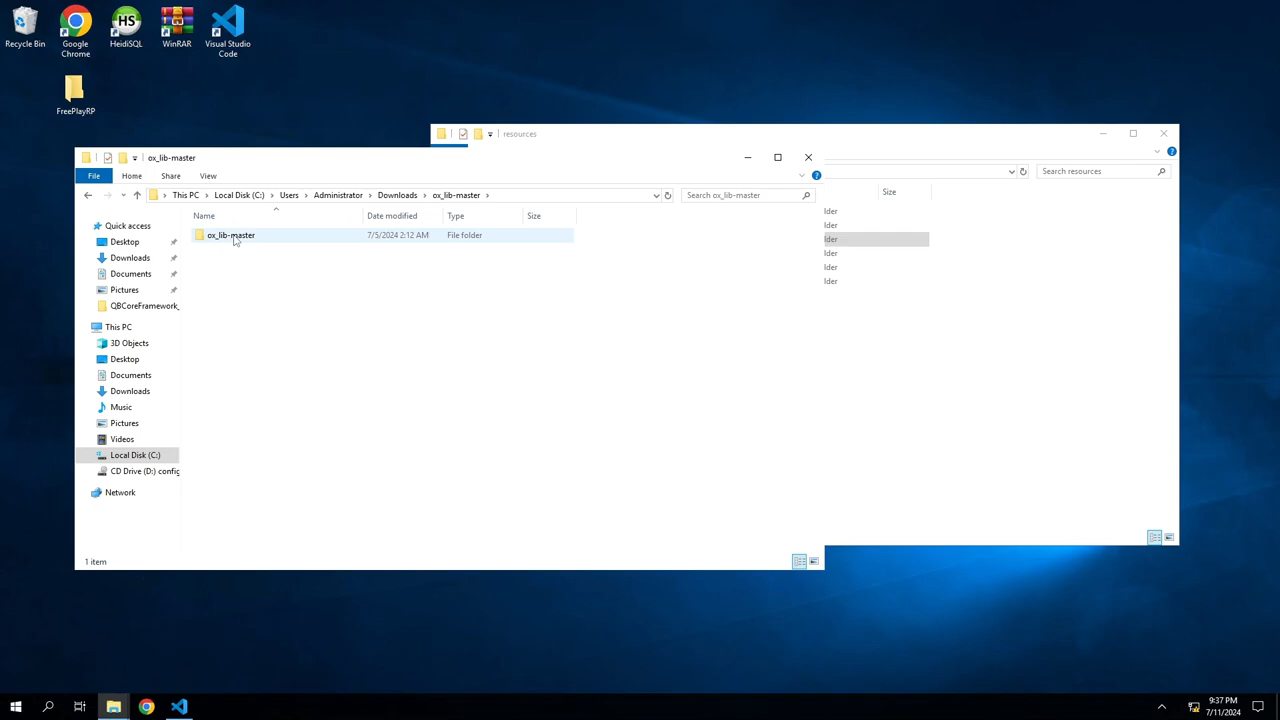 Recycle Bin
Google Chrome
HeidiSQL
WinRAR
Visual Studio Code
FreePlayRP
resources
Search resources
Size
lder
lder
lder
lder
lder
lder
ox_lib-master
File
Home
Share
View
This PC
Local Disk (C:)
Users
Administrator
Downloads
ox_lib-master
Search ox_lib-master
Name
Date modified
Type
Size
ox_lib-master
7/5/2024 2:12 AM
File folder
Quick access
Desktop
Downloads
Documents
Pictures
QBCoreFramework_
This PC
3D Objects
Desktop
Documents
Downloads
Music
Pictures
Videos
Local Disk (C:)
CD Drive (D:) config
Network
1 item
9:37 PM
7/11/2024